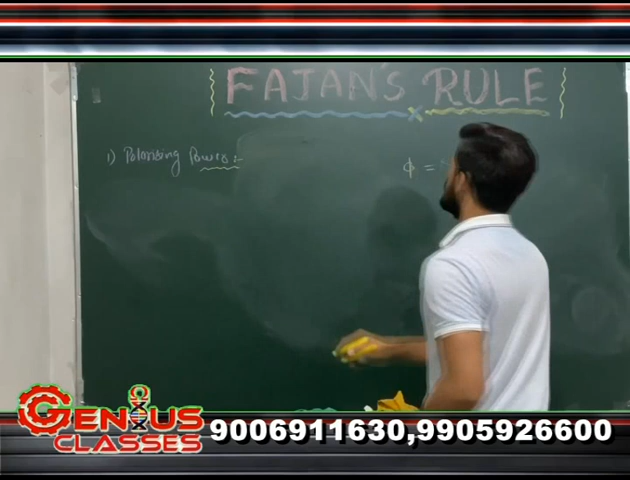 FAJAN'S RULE
1) Polarising Power :-
ϕ =
GENIUS
CLASSES
9006911630,9905926600